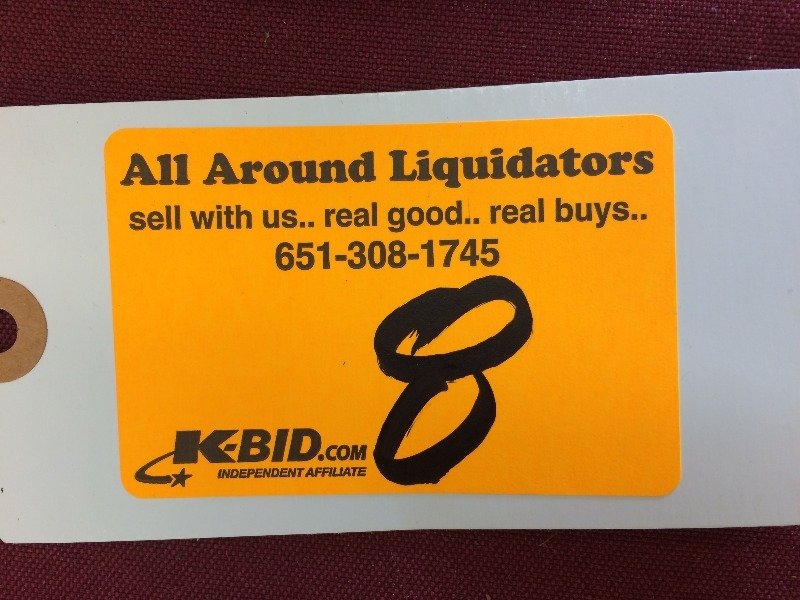 All Around Liquidators
sell with us.. real good.. real buys..
651-308-1745
8
K-BID.COM
INDEPENDENT AFFILIATE